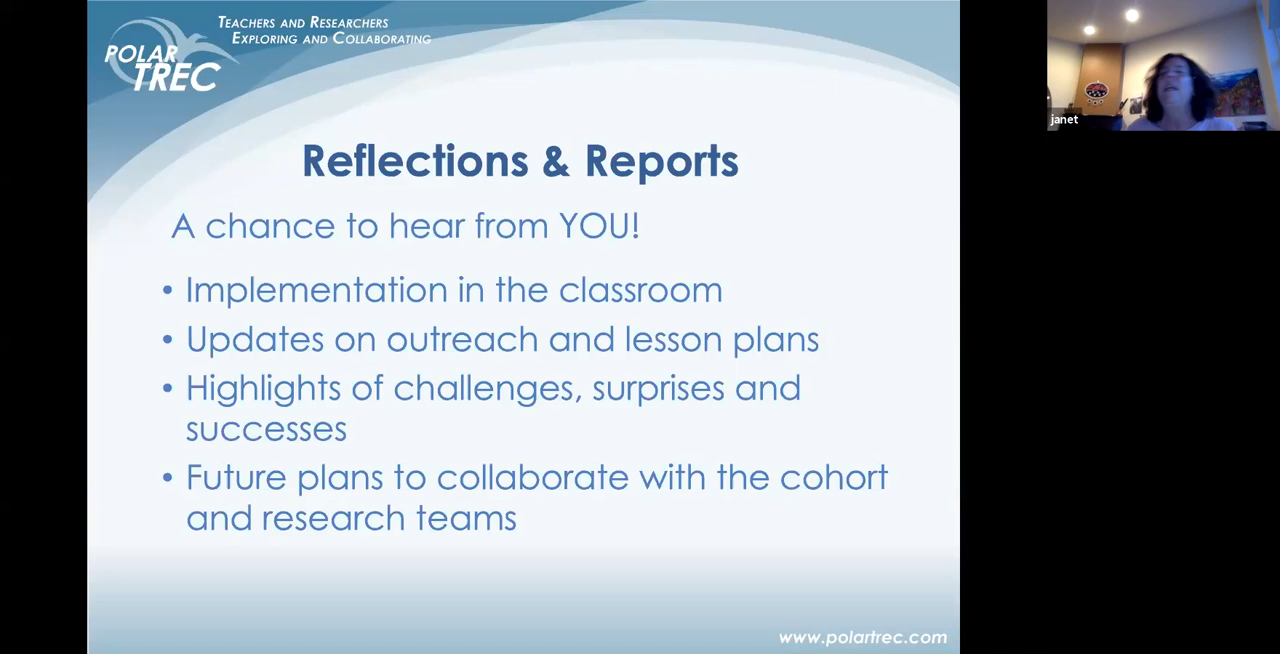 TEACHERS AND RESEARCHERS
EXPLORING AND COLLABORATING
POLAR
TREC
Reflections & Reports
A chance to hear from YOU!
• Implementation in the classroom
• Updates on outreach and lesson plans
• Highlights of challenges, surprises and
successes
• Future plans to collaborate with the cohort
and research teams
www.polartrec.com
janet